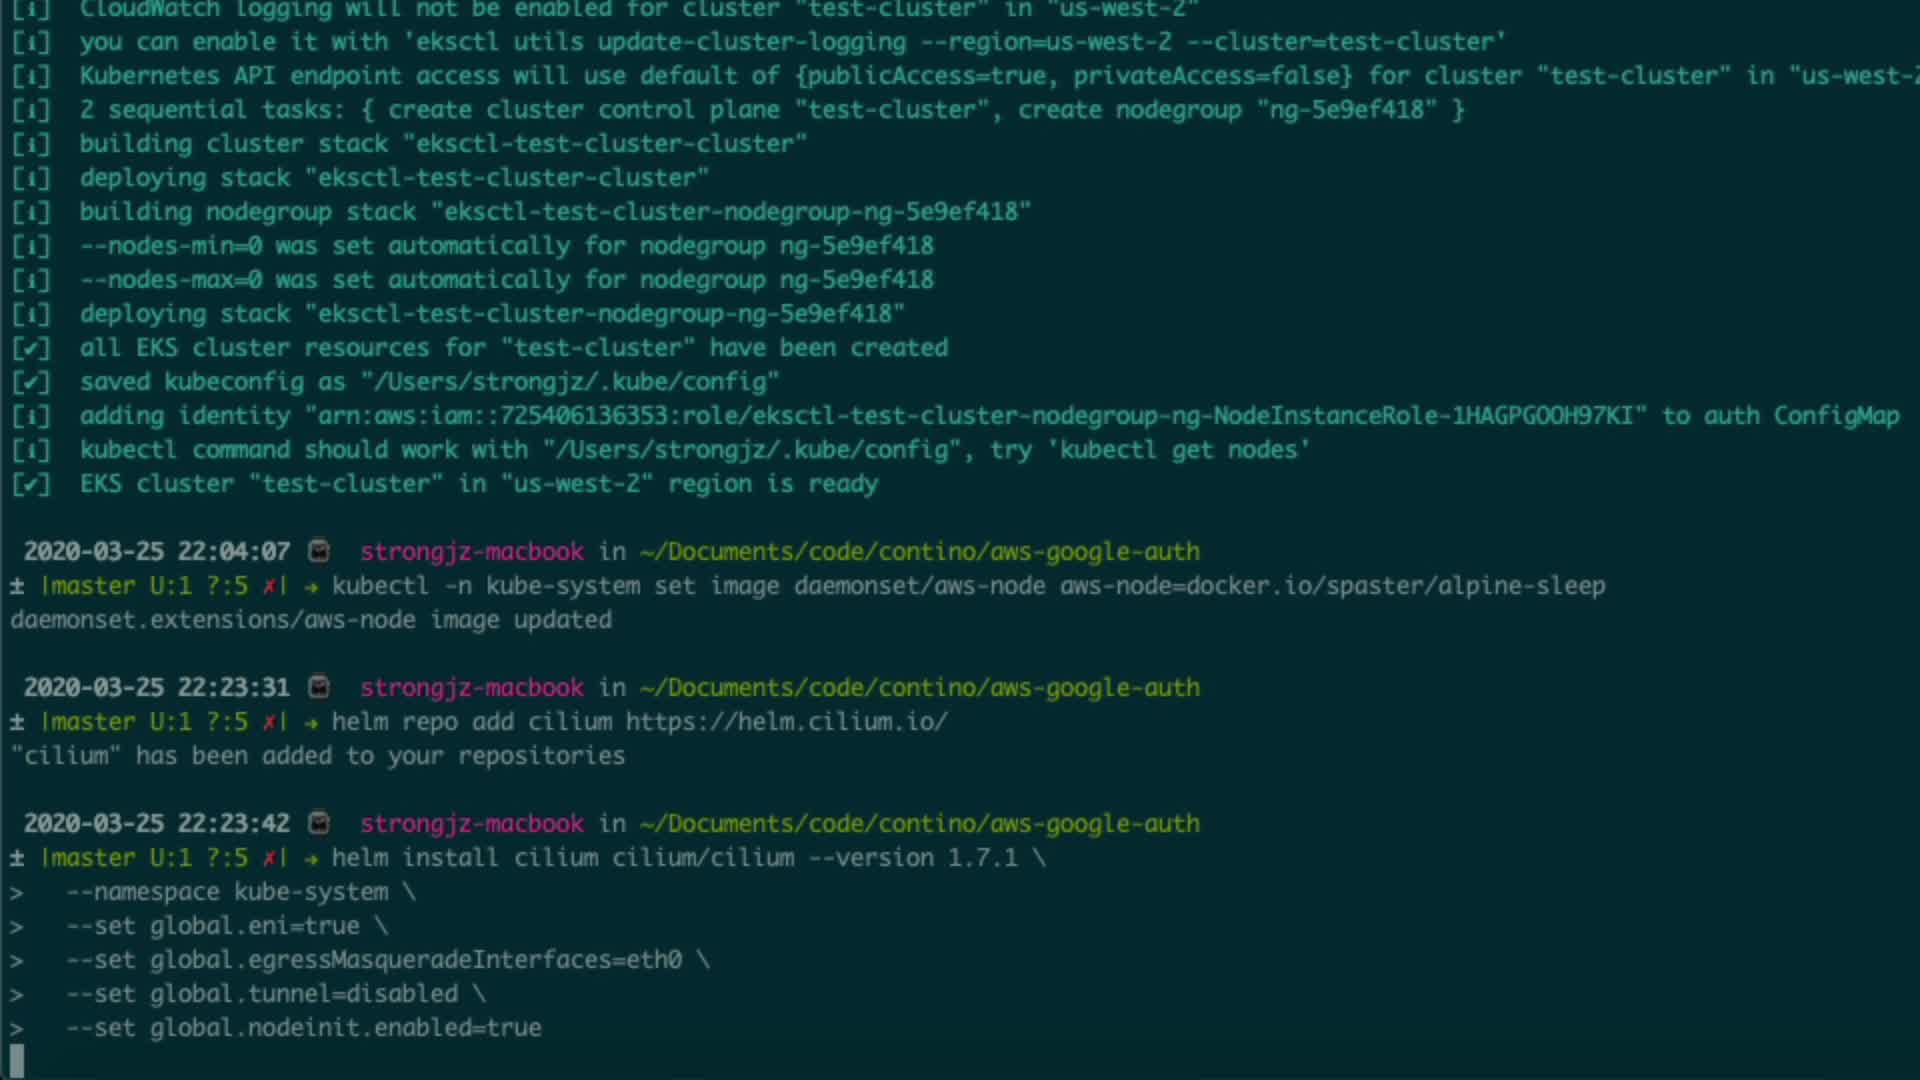 [ℹ]  CloudWatch logging will not be enabled for cluster "test-cluster" in "us-west-2"
[ℹ]  you can enable it with 'eksctl utils update-cluster-logging --region=us-west-2 --cluster=test-cluster'
[ℹ]  Kubernetes API endpoint access will use default of {publicAccess=true, privateAccess=false} for cluster "test-cluster" in "us-west-2
[ℹ]  2 sequential tasks: { create cluster control plane "test-cluster", create nodegroup "ng-5e9ef418" }
[ℹ]  building cluster stack "eksctl-test-cluster-cluster"
[ℹ]  deploying stack "eksctl-test-cluster-cluster"
[ℹ]  building nodegroup stack "eksctl-test-cluster-nodegroup-ng-5e9ef418"
[ℹ]  --nodes-min=0 was set automatically for nodegroup ng-5e9ef418
[ℹ]  --nodes-max=0 was set automatically for nodegroup ng-5e9ef418
[ℹ]  deploying stack "eksctl-test-cluster-nodegroup-ng-5e9ef418"
[✔]  all EKS cluster resources for "test-cluster" have been created
[✔]  saved kubeconfig as "/Users/strongjz/.kube/config"
[ℹ]  adding identity "arn:aws:iam::725406136353:role/eksctl-test-cluster-nodegroup-ng-NodeInstanceRole-1HAGPGOOH97KI" to auth ConfigMap
[ℹ]  kubectl command should work with "/Users/strongjz/.kube/config", try 'kubectl get nodes'
[✔]  EKS cluster "test-cluster" in "us-west-2" region is ready
2020-03-25 22:04:07 strongjz-macbook in ~/Documents/code/contino/aws-google-auth
± |master U:1 ?:5 ✗| → kubectl -n kube-system set image daemonset/aws-node aws-node=docker.io/spaster/alpine-sleep
daemonset.extensions/aws-node image updated
2020-03-25 22:23:31 strongjz-macbook in ~/Documents/code/contino/aws-google-auth
± |master U:1 ?:5 ✗| → helm repo add cilium https://helm.cilium.io/
"cilium" has been added to your repositories
2020-03-25 22:23:42 strongjz-macbook in ~/Documents/code/contino/aws-google-auth
± |master U:1 ?:5 ✗| → helm install cilium cilium/cilium --version 1.7.1 \
>   --namespace kube-system \
>   --set global.eni=true \
>   --set global.egressMasqueradeInterfaces=eth0 \
>   --set global.tunnel=disabled \
>   --set global.nodeinit.enabled=true